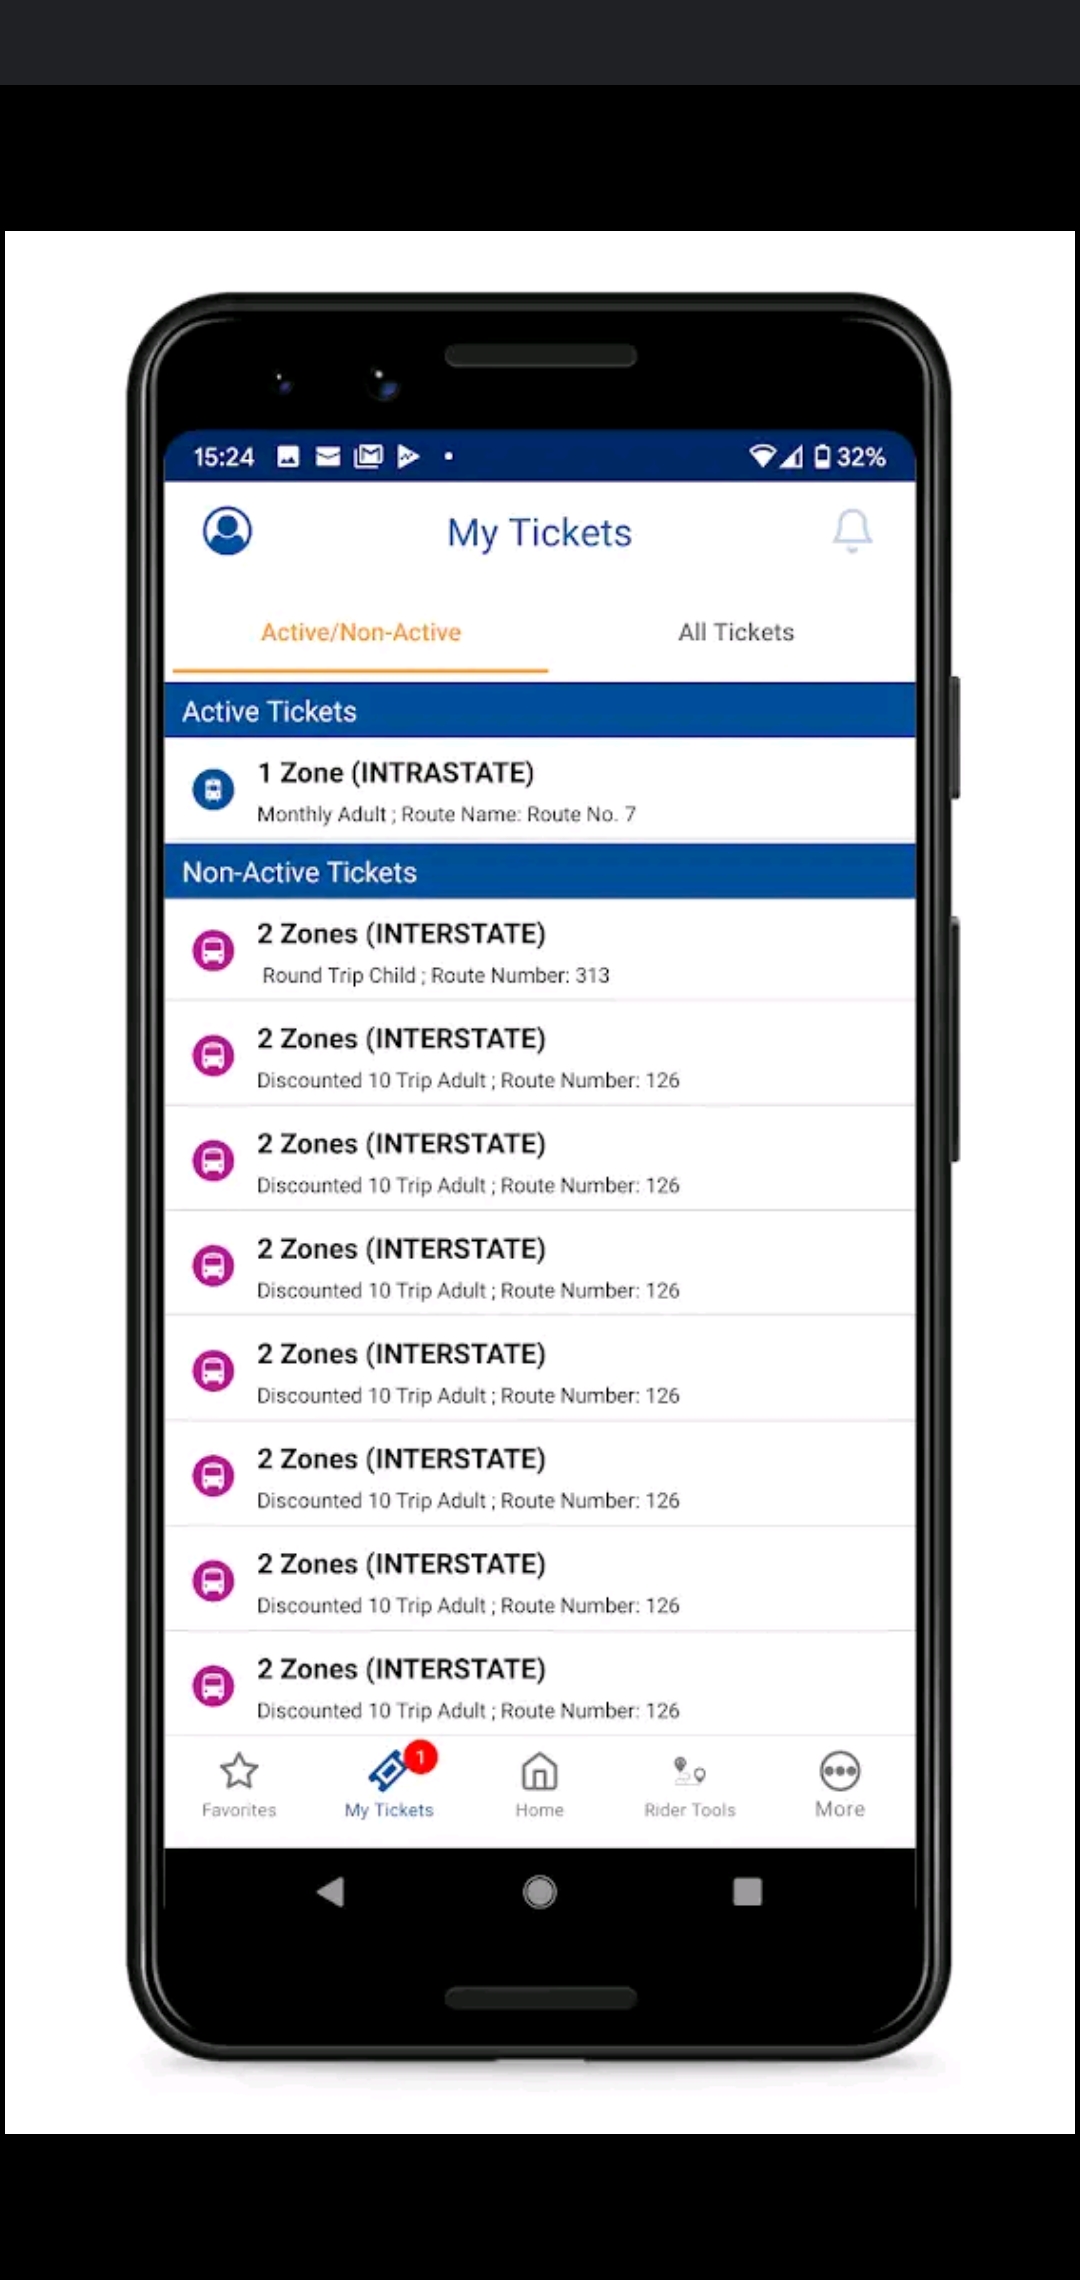 15:24 32%
My Tickets
Active/Non-Active All Tickets
Active Tickets
1 Zone (INTRASTATE)
Monthly Adult ; Route Name: Route No. 7
Non-Active Tickets
2 Zones (INTERSTATE)
Round Trip Child ; Route Number: 313
2 Zones (INTERSTATE)
Discounted 10 Trip Adult ; Route Number: 126
2 Zones (INTERSTATE)
Discounted 10 Trip Adult ; Route Number: 126
2 Zones (INTERSTATE)
Discounted 10 Trip Adult ; Route Number: 126
2 Zones (INTERSTATE)
Discounted 10 Trip Adult ; Route Number: 126
2 Zones (INTERSTATE)
Discounted 10 Trip Adult ; Route Number: 126
2 Zones (INTERSTATE)
Discounted 10 Trip Adult ; Route Number: 126
2 Zones (INTERSTATE)
Discounted 10 Trip Adult ; Route Number: 126
1
Favorites My Tickets Home Rider Tools More